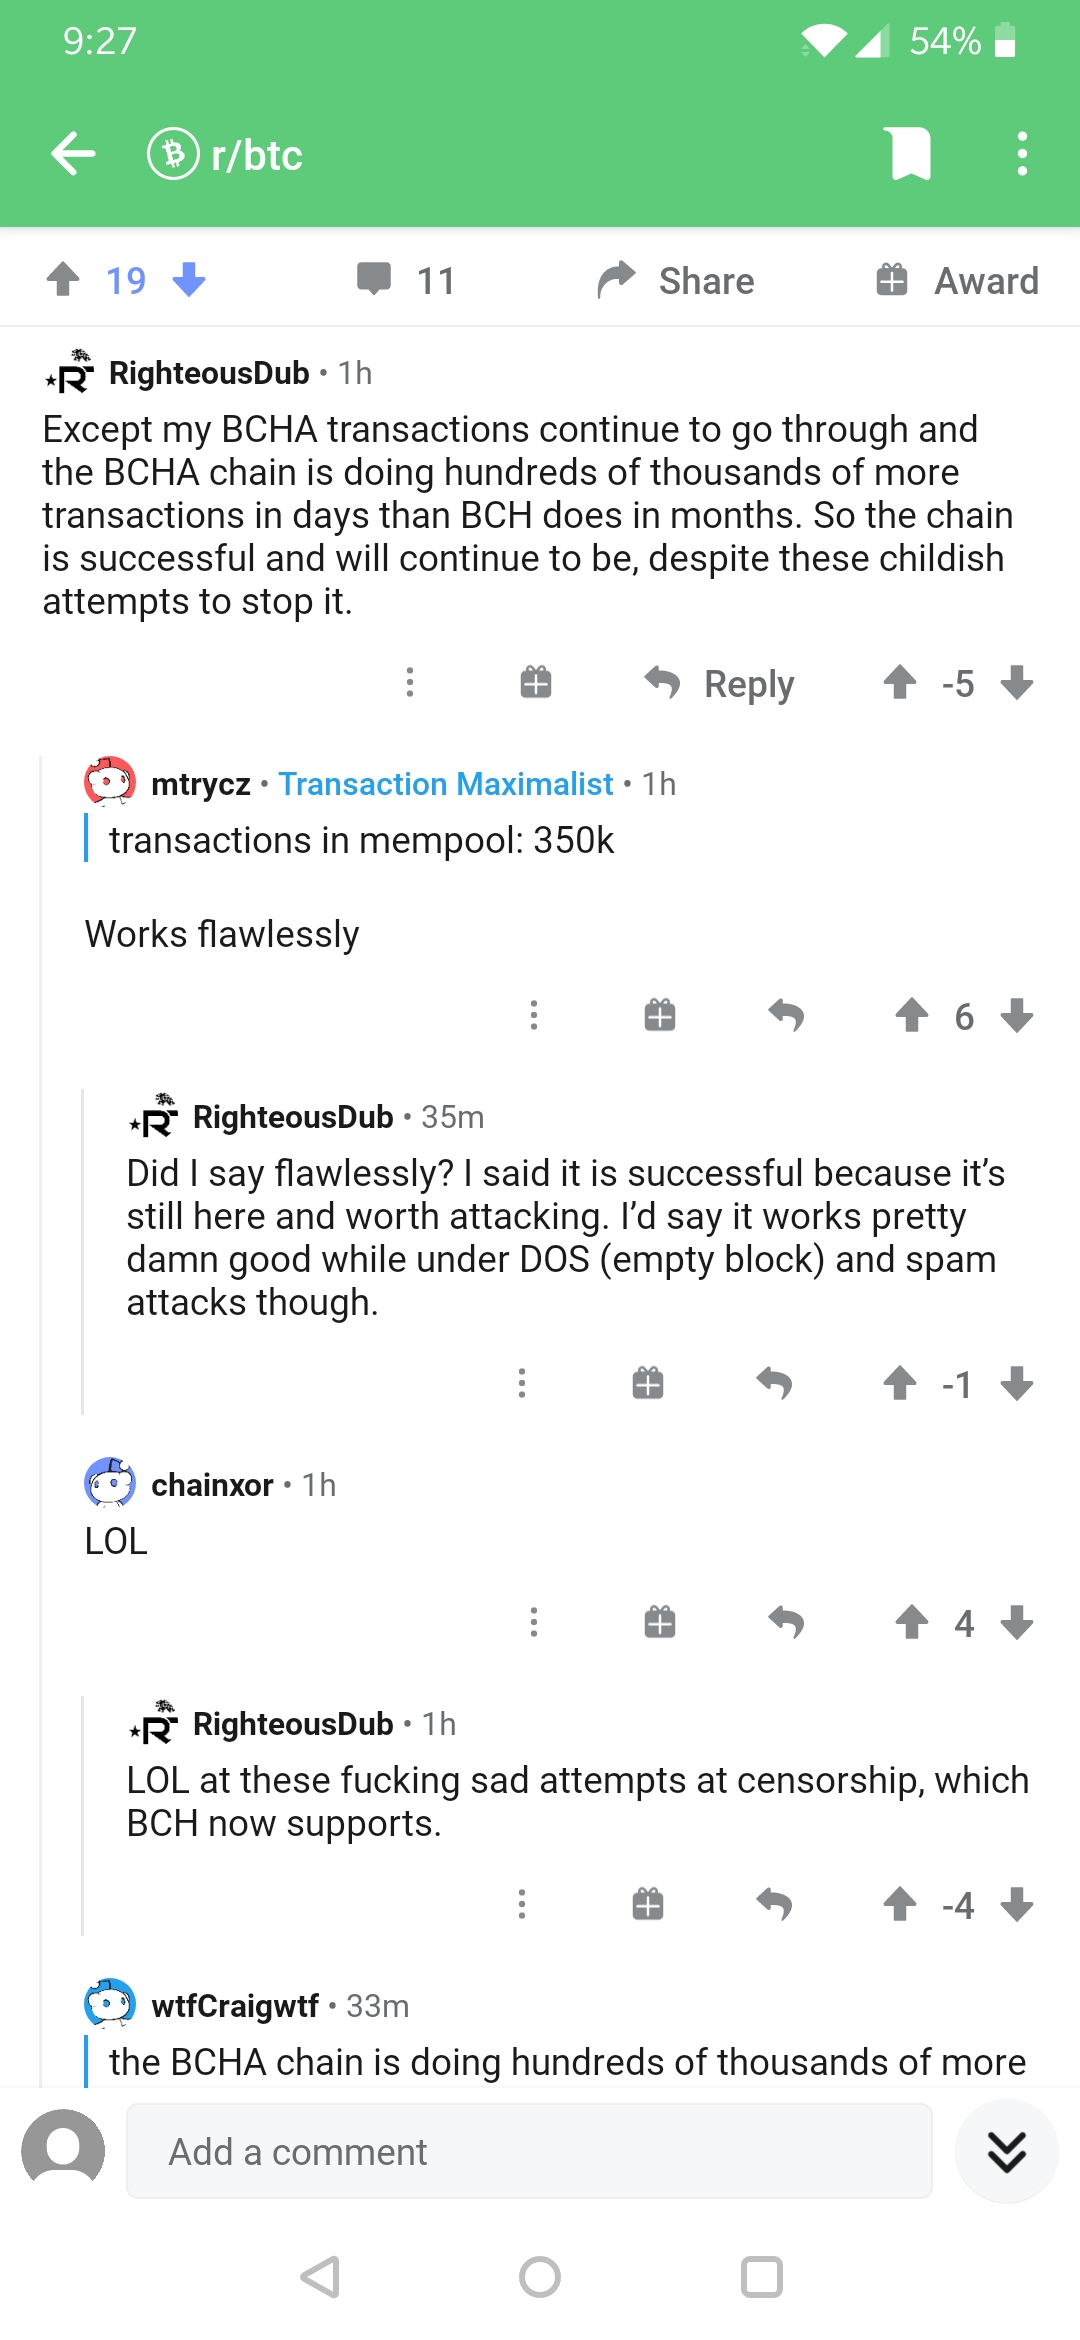 9:27
54%
r/btc
19
11
Share
Award
RighteousDub • 1h
Except my BCHA transactions continue to go through and
the BCHA chain is doing hundreds of thousands of more
transactions in days than BCH does in months. So the chain
is successful and will continue to be, despite these childish
attempts to stop it.
Reply
-5
mtrycz • Transaction Maximalist • 1h
transactions in mempool: 350k
Works flawlessly
6
RighteousDub • 35m
Did I say flawlessly? I said it is successful because it’s
still here and worth attacking. I’d say it works pretty
damn good while under DOS (empty block) and spam
attacks though.
-1
chainxor • 1h
LOL
4
RighteousDub • 1h
LOL at these fucking sad attempts at censorship, which
BCH now supports.
-4
wtfCraigwtf • 33m
the BCHA chain is doing hundreds of thousands of more
Add a comment